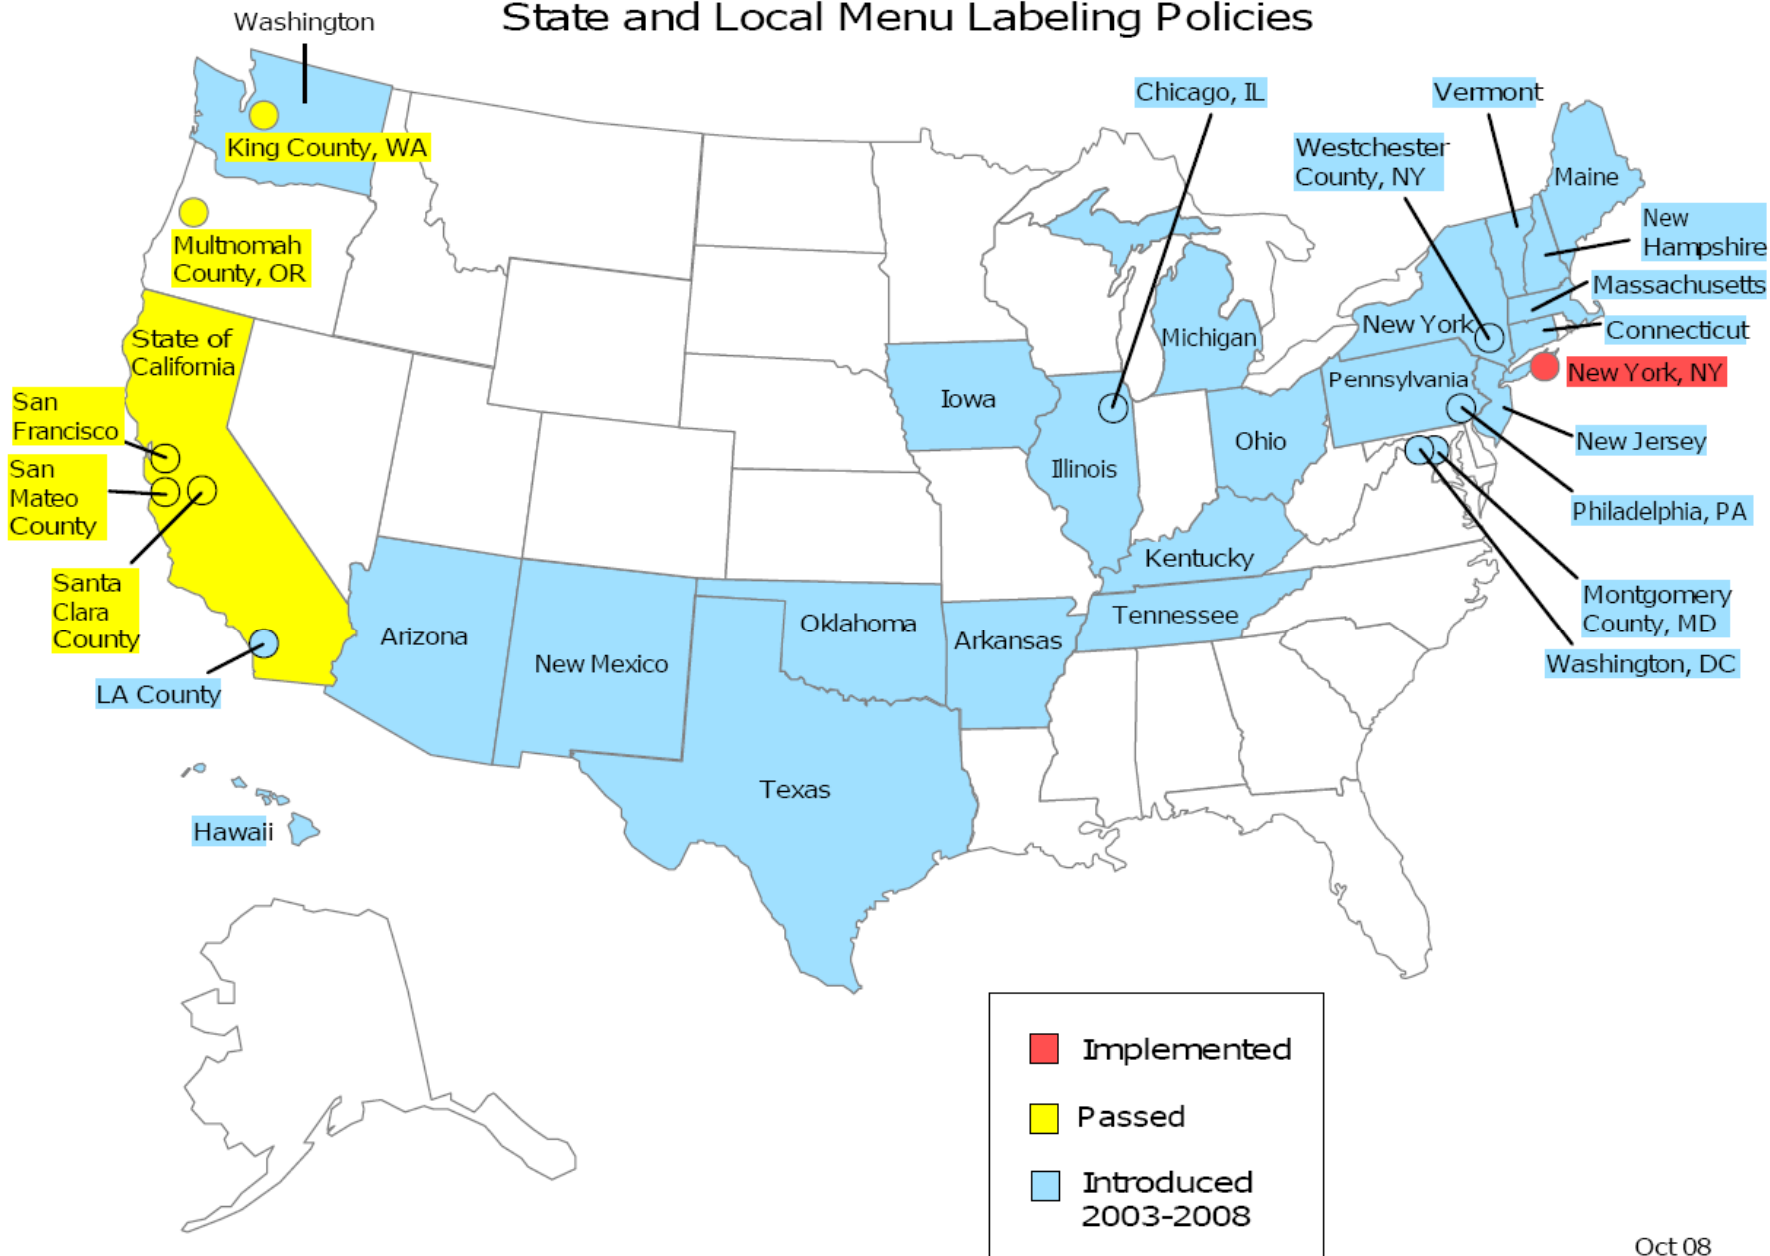 State and Local Menu Labeling Policies
Washington
King County, WA
Multnomah
County, OR
State of
California
San
Francisco
San
Mateo
County
Santa
Clara
County
LA County
Hawaii
Arizona
New Mexico
Texas
Oklahoma
Arkansas
Tennessee
Kentucky
Iowa
Illinois
Chicago, IL
Michigan
Ohio
Pennsylvania
New York
Westchester
County, NY
Vermont
Maine
New
Hampshire
Massachusetts
Connecticut
New York, NY
New Jersey
Philadelphia, PA
Montgomery
County, MD
Washington, DC
Implemented
Passed
Introduced
2003-2008
Oct 08